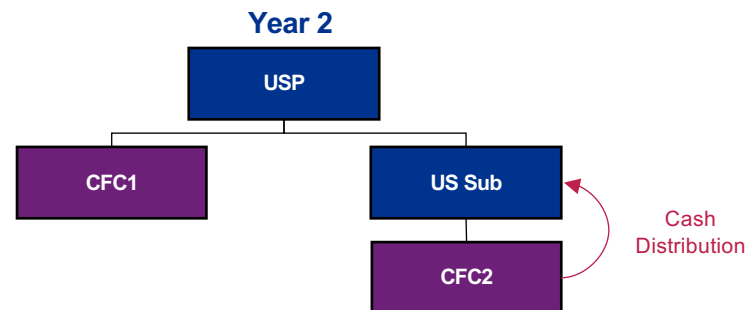 Year 2
USP
CFC1
US Sub
Cash
Distribution
CFC2